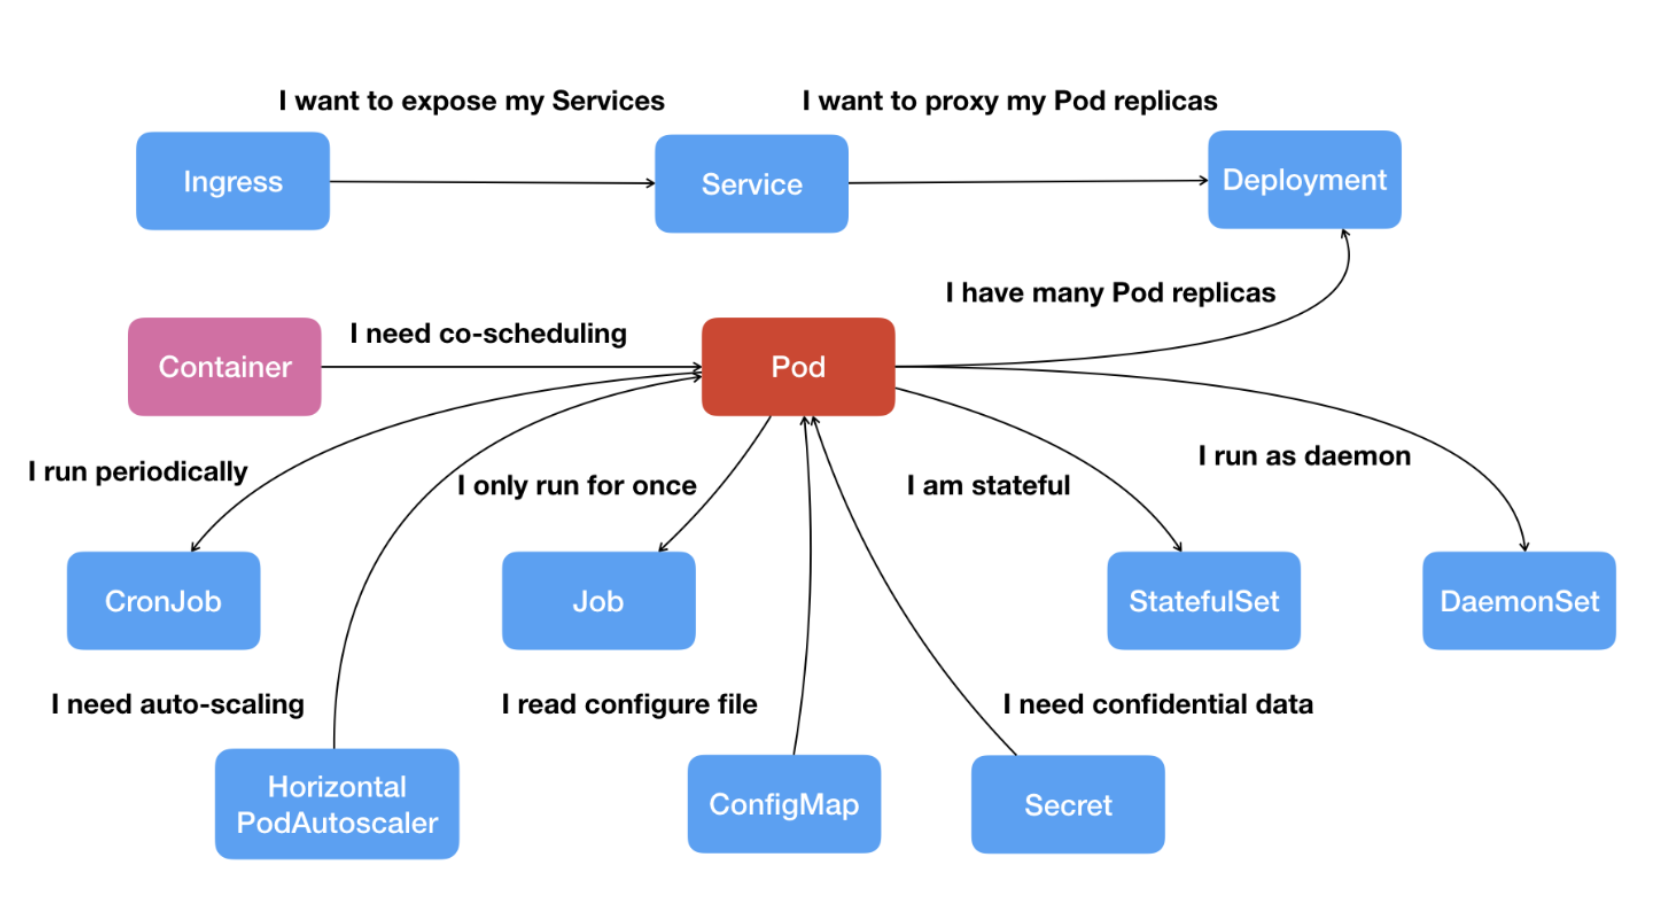 I want to expose my Services
I want to proxy my Pod replicas
Ingress
Service
Deployment
I have many Pod replicas
I need co-scheduling
Container
Pod
I run periodically
I only run for once
I am stateful
I run as daemon
CronJob
Job
StatefulSet
DaemonSet
I need auto-scaling
I read configure file
I need confidential data
Horizontal
PodAutoscaler
ConfigMap
Secret